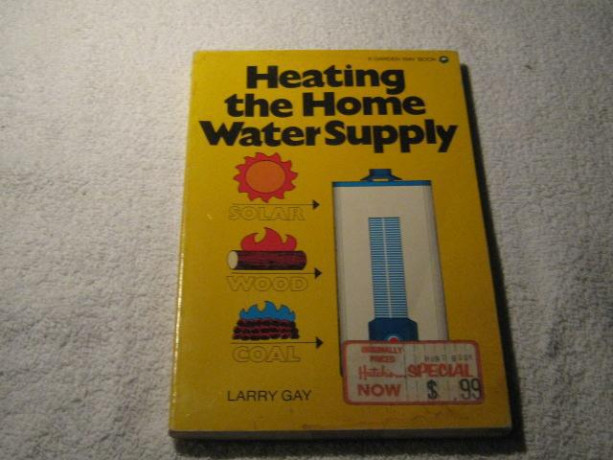 A GARDEN WAY BOOK
Heating
the Home
Water Supply
SOLAR
WOOD
COAL
LARRY GAY
ORIGINALLY
PRICED
SPECIAL
NOW $ .99